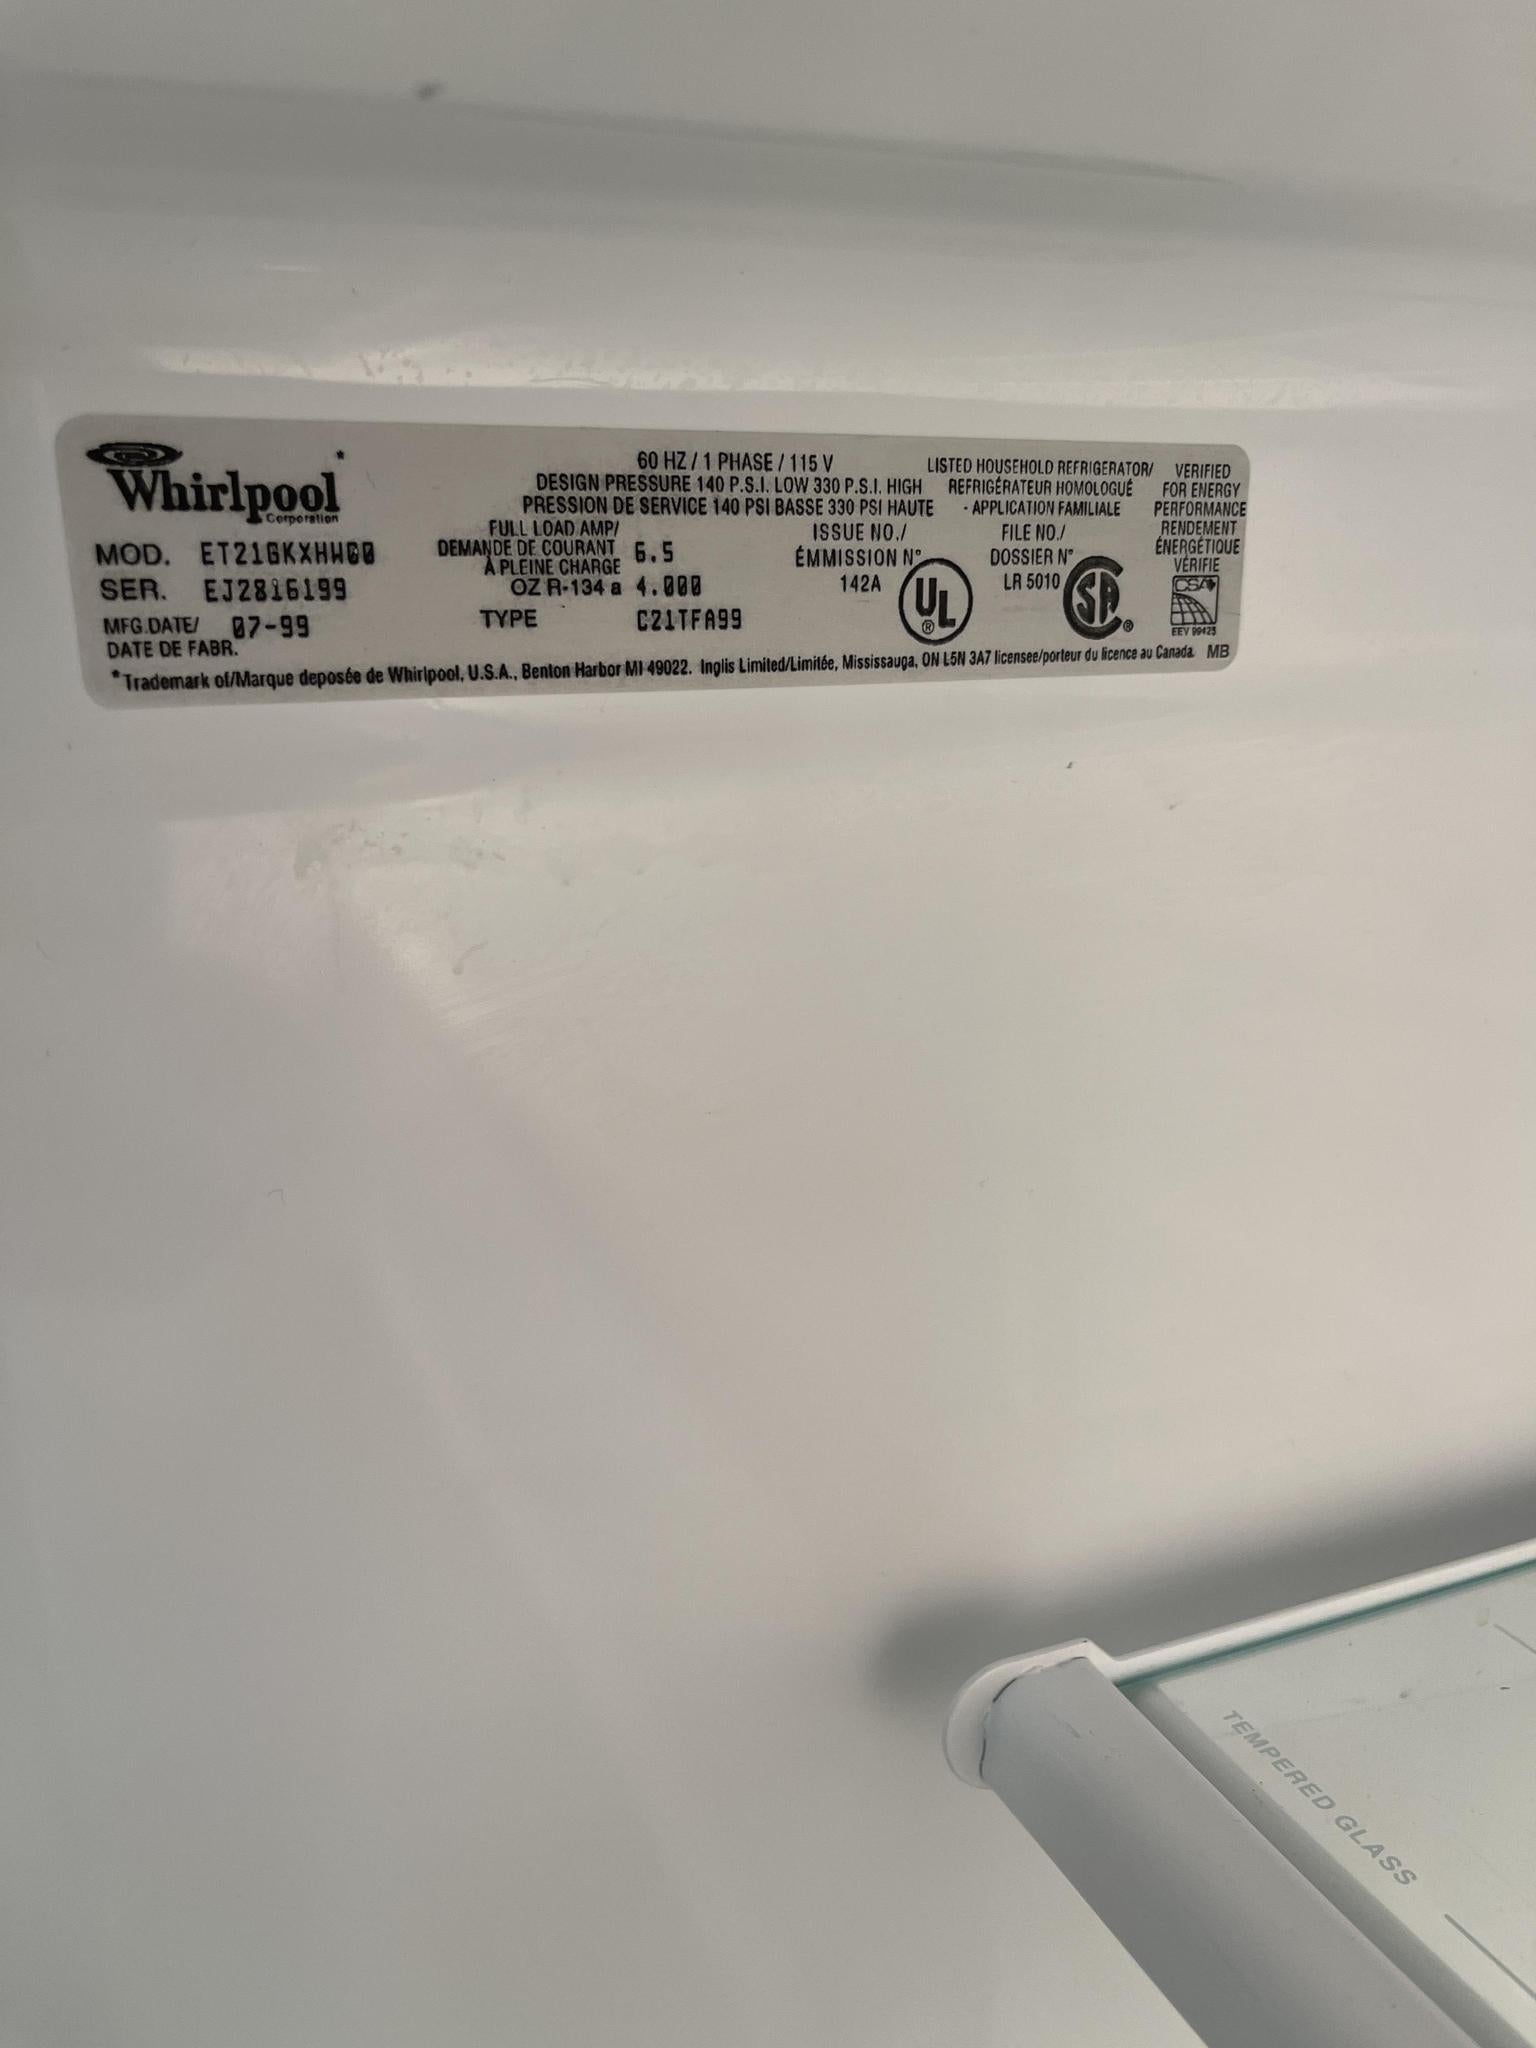 Whirlpool*
Corporation
MOD. ET21GKXHW00
SER. EJ2816199
MFG.DATE/ 07-99
DATE DE FABR.
60 HZ / 1 PHASE / 115 V
DESIGN PRESSURE 140 P.S.I. LOW 330 P.S.I. HIGH
PRESSION DE SERVICE 140 PSI BASSE 330 PSI HAUTE
FULL LOAD AMP/
DEMANDE DE COURANT 6.5
À PLEINE CHARGE
OZ R-134 a 4.000
TYPE C21TFA99
ISSUE NO./
ÉMMISSION N°
142A
UL
®
LISTED HOUSEHOLD REFRIGERATOR/
REFRIGÉRATEUR HOMOLOGUÉ
- APPLICATION FAMILIALE
FILE NO./
DOSSIER N°
LR 5010
SA ®
VERIFIED
FOR ENERGY
PERFORMANCE
RENDEMENT
ÉNERGÉTIQUE
VÉRIFIÉ
CSA
EEV 99425
*Trademark of/Marque deposée de Whirlpool, U.S.A., Benton Harbor MI 49022. Inglis Limited/Limitée, Mississauga, ON L5N 3A7 licensee/porteur du licence au Canada. MB
TEMPERED GLASS